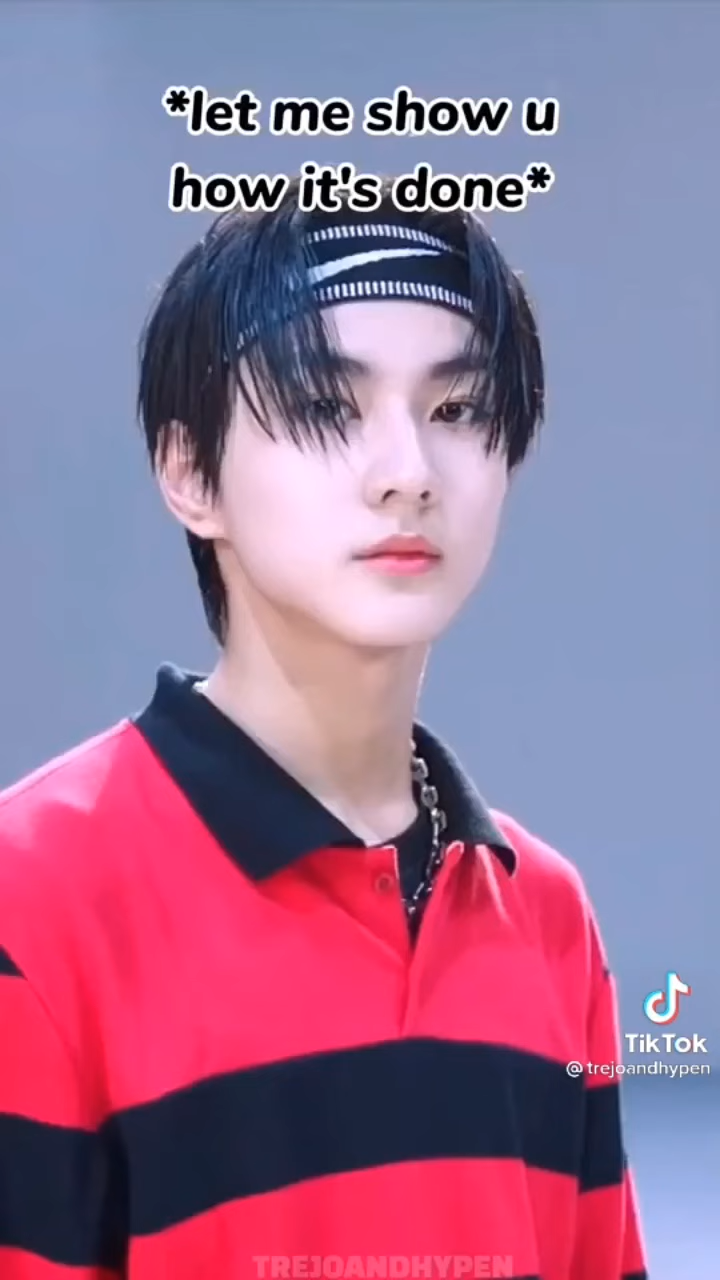 *let me show u
how it's done*
TikTok
@trejoandhypen
TREJOANDHYPEN